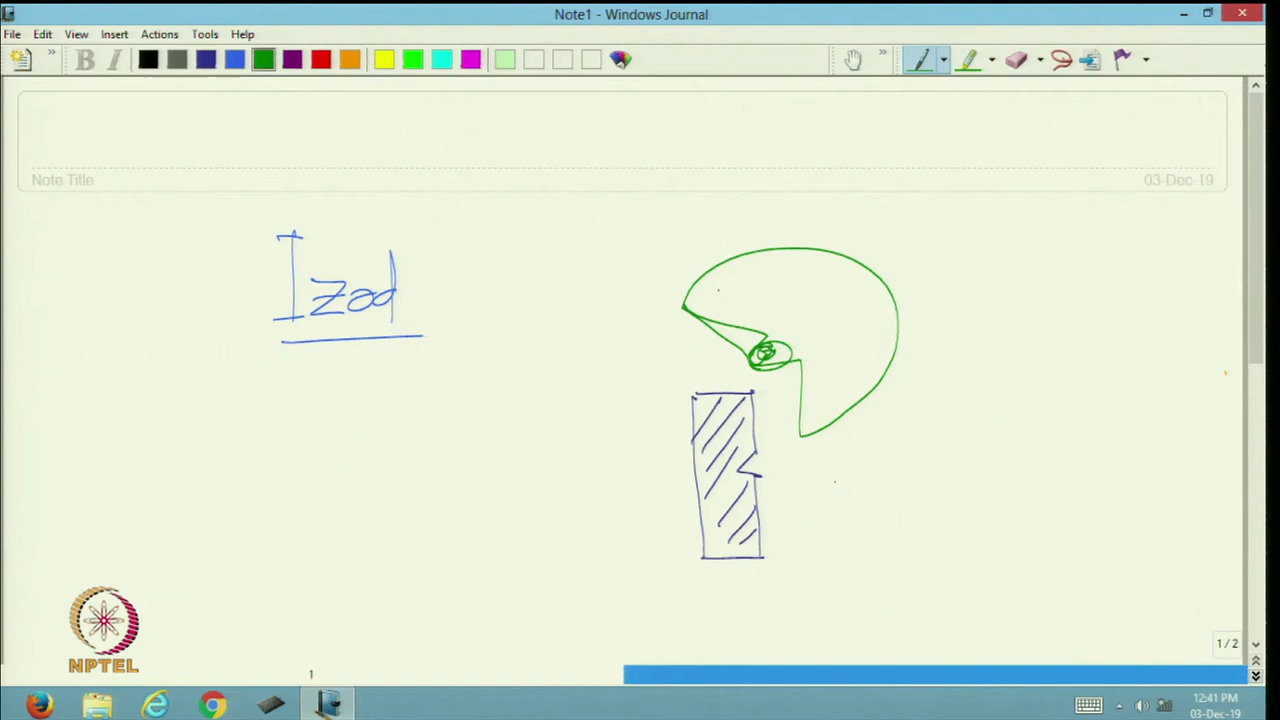 Note1 - Windows Journal
File Edit View Insert Actions Tools Help
B I
Note Title
03-Dec-19
Izod
NPTEL
1 / 2
1
12:41 PM
03-Dec-19